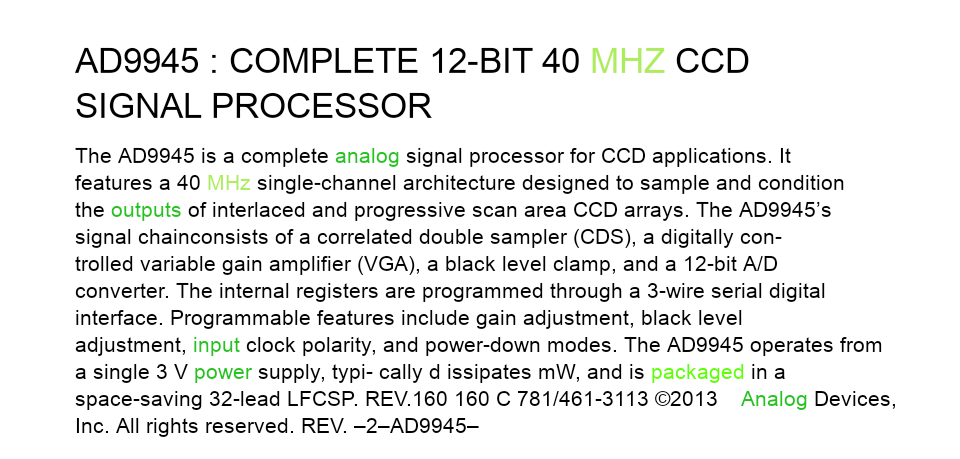 AD9945 : COMPLETE 12-BIT 40 MHZ CCD
SIGNAL PROCESSOR
The AD9945 is a complete analog signal processor for CCD applications. It
features a 40 MHz single-channel architecture designed to sample and condition
the outputs of interlaced and progressive scan area CCD arrays. The AD9945’s
signal chainconsists of a correlated double sampler (CDS), a digitally con-
trolled variable gain amplifier (VGA), a black level clamp, and a 12-bit A/D
converter. The internal registers are programmed through a 3-wire serial digital
interface. Programmable features include gain adjustment, black level
adjustment, input clock polarity, and power-down modes. The AD9945 operates from
a single 3 V power supply, typi- cally d issipates mW, and is packaged in a
space-saving 32-lead LFCSP. REV.160 160 C 781/461-3113 ©2013 Analog Devices,
Inc. All rights reserved. REV. –2–AD9945–